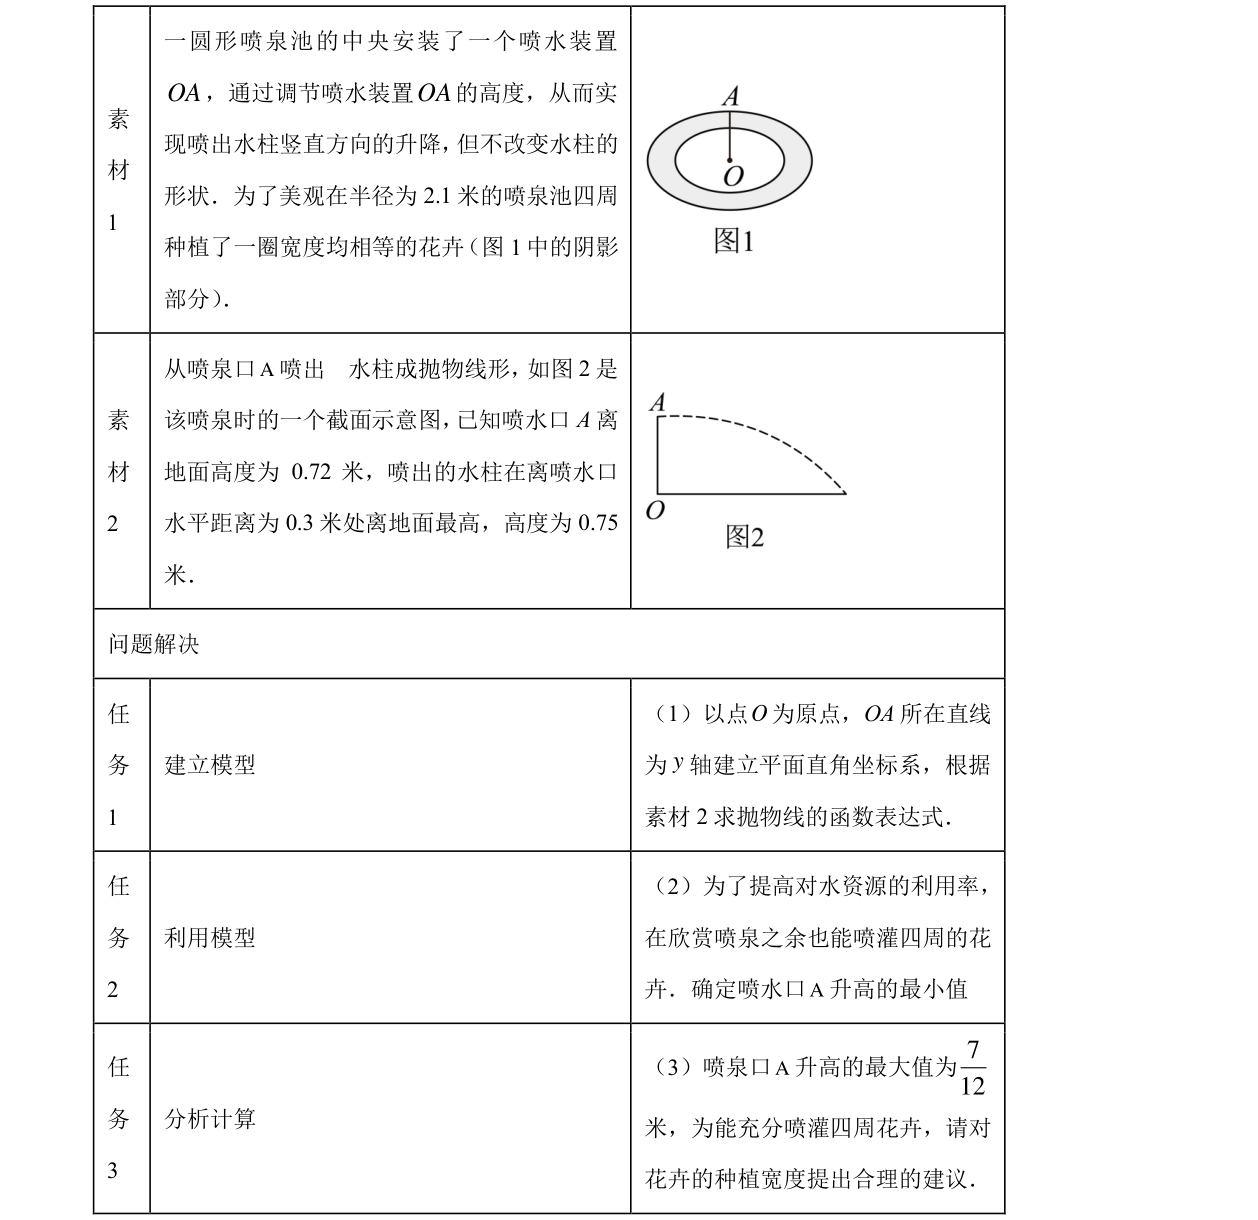 素
材
1
一圆形喷泉池的中央安装了一个喷水装置
OA，通过调节喷水装置OA的高度，从而实
现喷出水柱竖直方向的升降，但不改变水柱的
形状．为了美观在半径为 2.1 米的喷泉池四周
种植了一圈宽度均相等的花卉（图 1 中的阴影
部分）．
A
O
图1
素
材
2
从喷泉口 A 喷出　水柱成抛物线形，如图 2 是
该喷泉时的一个截面示意图，已知喷水口 A 离
地面高度为 0.72 米，喷出的水柱在离喷水口
水平距离为 0.3 米处离地面最高，高度为 0.75
米．
A
O
图2
问题解决
任
务
1
建立模型
（1）以点O为原点，OA所在直线
为y轴建立平面直角坐标系，根据
素材 2 求抛物线的函数表达式．
任
务
2
利用模型
（2）为了提高对水资源的利用率，
在欣赏喷泉之余也能喷灌四周的花
卉．确定喷水口 A 升高的最小值
任
务
3
分析计算
（3）喷泉口 A 升高的最大值为7/12
米，为能充分喷灌四周花卉，请对
花卉的种植宽度提出合理的建议．